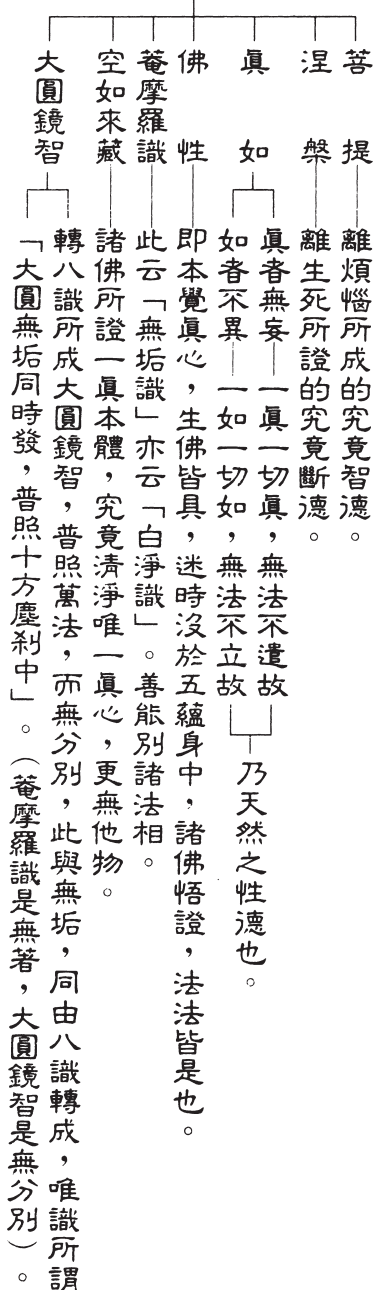 菩提──離煩惱所成的究竟智德。
涅槃──離生死所證的究竟斷德。
眞如
眞者無妄──一眞一切眞，無法不遣故
如者不異──一如一切如，無法不立故
乃天然之性德也。
佛性──即本覺眞心，生佛皆具，迷時沒於五蘊身中，諸佛悟證，法法皆是也。
菴摩羅識──此云「無垢識」亦云「白淨識」。善能別諸法相。
空如來藏──諸佛所證一眞本體，究竟清淨唯一眞心，更無他物。
大圓鏡智
轉八識所成大圓鏡智，普照萬法，而無分別，此與無垢，同由八識轉成，唯識所謂
「大圓無垢同時發，普照十方塵刹中」。（菴摩羅識是無著，大圓鏡智是無分別）。